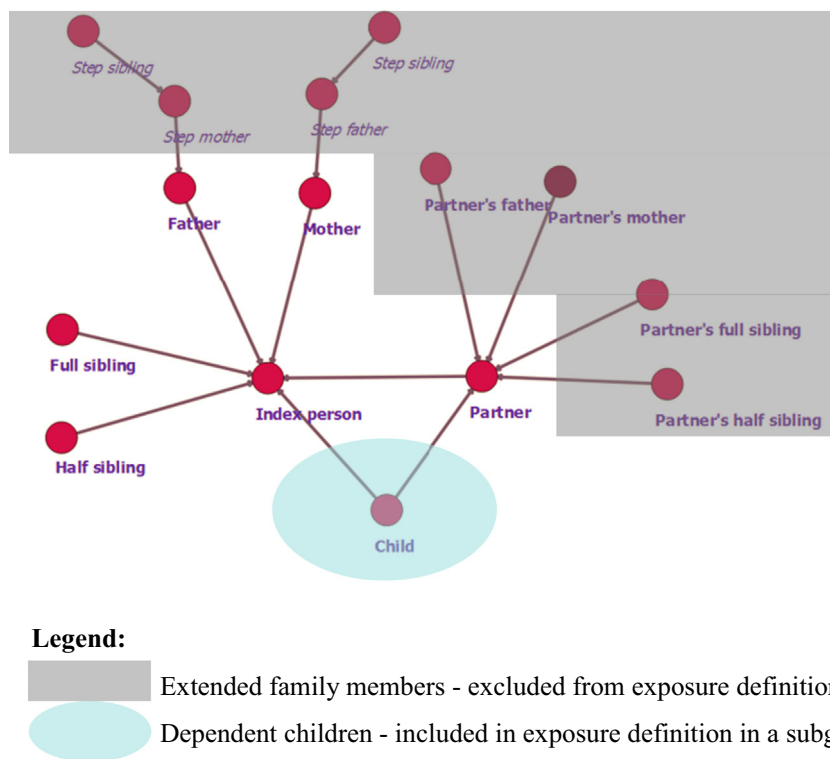 Step sibling
Step sibling
Step mother
Step father
Partner's father
Partner's mother
Father
Mother
Partner's full sibling
Full sibling
Index person
Partner
Partner's half sibling
Half sibling
Child
Legend:
Extended family members - excluded from exposure definition
Dependent children - included in exposure definition in a subg